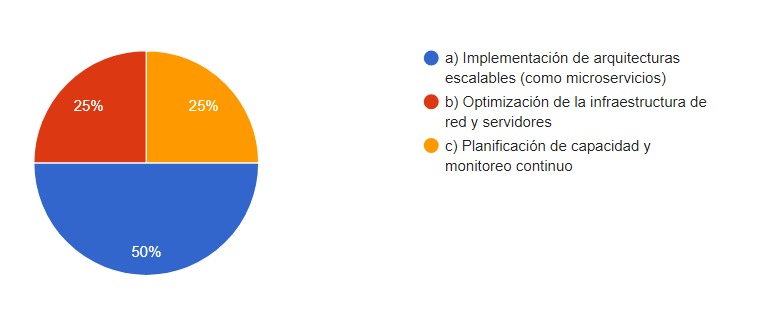 25%
25%
50%
a) Implementación de arquitecturas
escalables (como microservicios)
b) Optimización de la infraestructura de
red y servidores
c) Planificación de capacidad y
monitoreo continuo